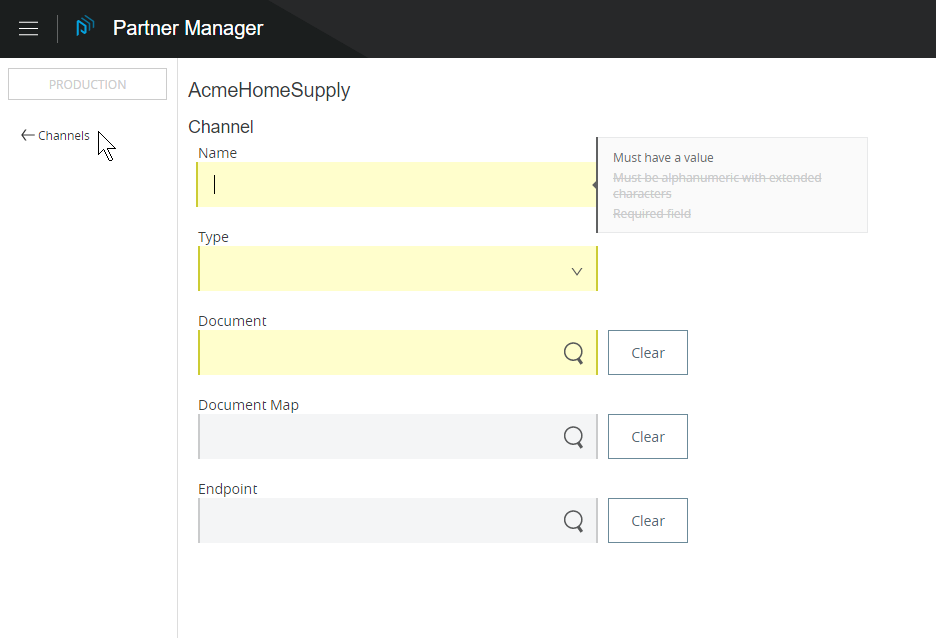 Partner Manager
PRODUCTION
Channels
AcmeHomeSupply
Channel
Name
Must have a value
Must be alphanumeric with extended
characters
Required field
Type
Document
Clear
Document Map
Clear
Endpoint
Clear